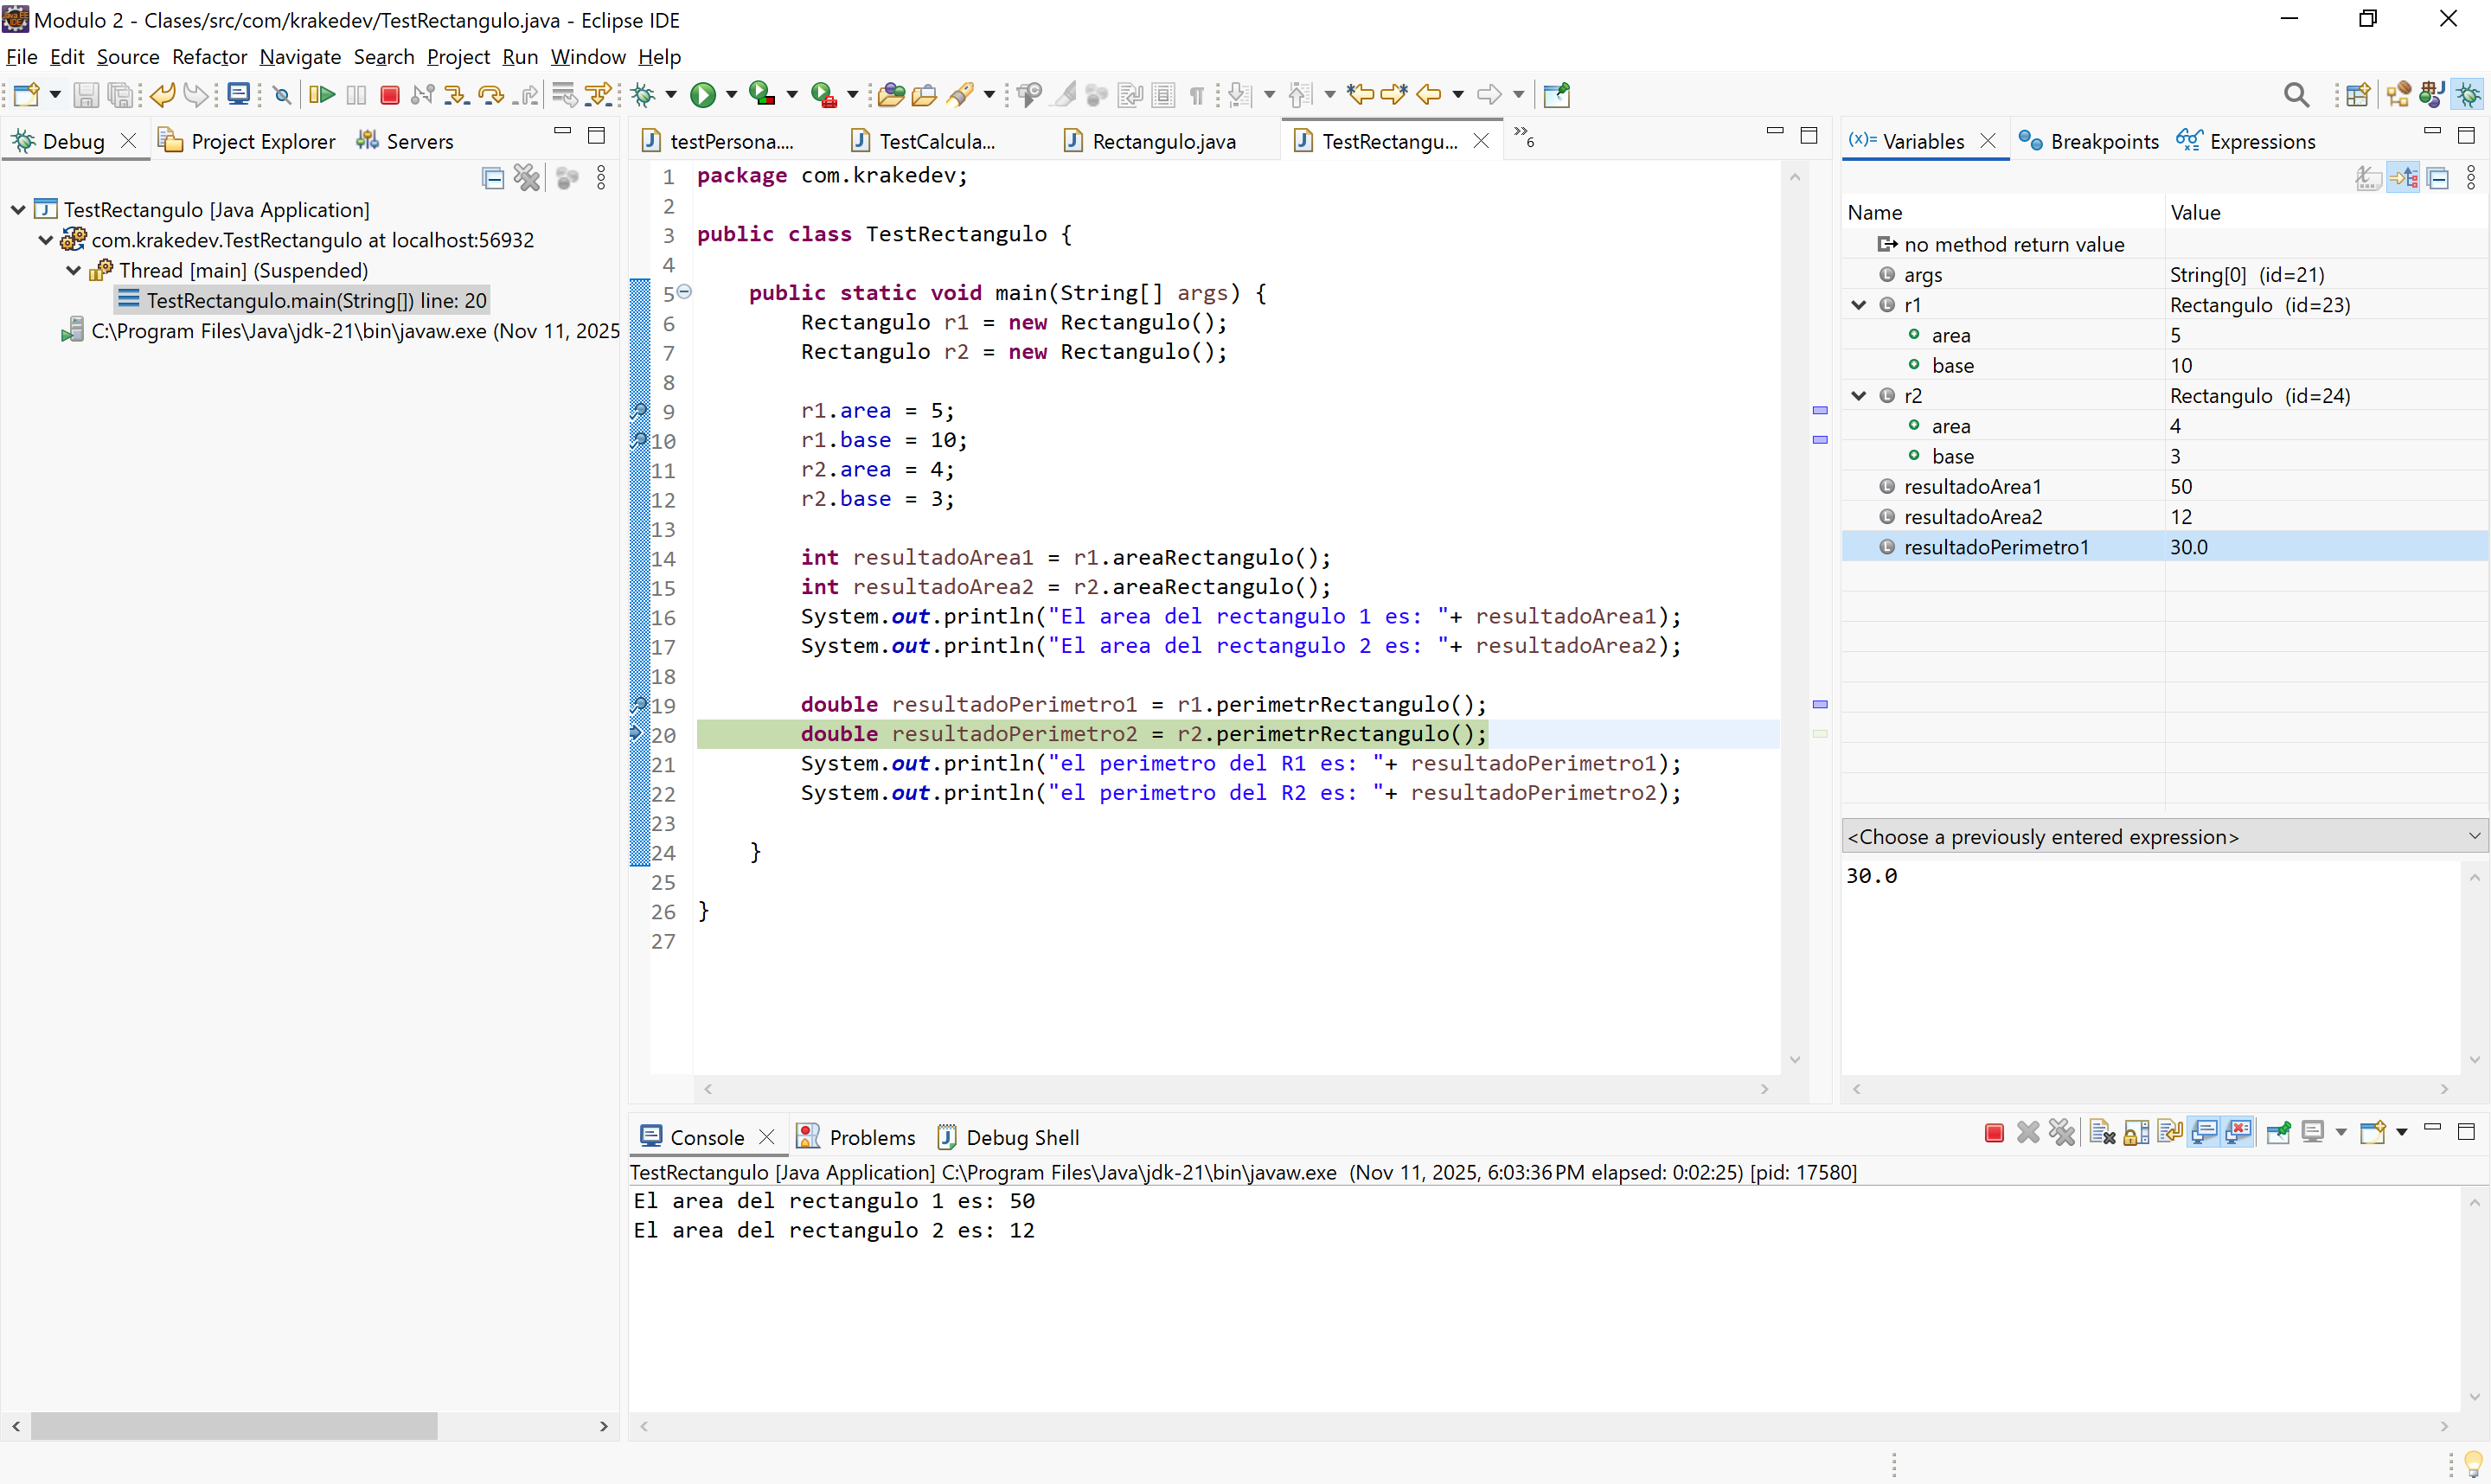 Modulo 2 - Clases/src/com/krakedev/TestRectangulo.java - Eclipse IDE
File Edit Source Refactor Navigate Search Project Run Window Help
Debug Project Explorer Servers
TestRectangulo [Java Application]
com.krakedev.TestRectangulo at localhost:56932
Thread [main] (Suspended)
TestRectangulo.main(String[]) line: 20
C:\Program Files\Java\jdk-21\bin\javaw.exe (Nov 11, 2025
testPersona.... TestCalcula... Rectangulo.java TestRectangu... »6
1 package com.krakedev;
2
3 public class TestRectangulo {
4
5 public static void main(String[] args) {
6 Rectangulo r1 = new Rectangulo();
7 Rectangulo r2 = new Rectangulo();
8
9 r1.area = 5;
10 r1.base = 10;
11 r2.area = 4;
12 r2.base = 3;
13
14 int resultadoArea1 = r1.areaRectangulo();
15 int resultadoArea2 = r2.areaRectangulo();
16 System.out.println("El area del rectangulo 1 es: "+ resultadoArea1);
17 System.out.println("El area del rectangulo 2 es: "+ resultadoArea2);
18
19 double resultadoPerimetro1 = r1.perimetrRectangulo();
20 double resultadoPerimetro2 = r2.perimetrRectangulo();
21 System.out.println("el perimetro del R1 es: "+ resultadoPerimetro1);
22 System.out.println("el perimetro del R2 es: "+ resultadoPerimetro2);
23
24 }
25
26 }
27
(x)= Variables Breakpoints Expressions
Name Value
no method return value
args String[0] (id=21)
r1 Rectangulo (id=23)
area 5
base 10
r2 Rectangulo (id=24)
area 4
base 3
resultadoArea1 50
resultadoArea2 12
resultadoPerimetro1 30.0
<Choose a previously entered expression>
30.0
Console Problems Debug Shell
TestRectangulo [Java Application] C:\Program Files\Java\jdk-21\bin\javaw.exe (Nov 11, 2025, 6:03:36 PM elapsed: 0:02:25) [pid: 17580]
El area del rectangulo 1 es: 50
El area del rectangulo 2 es: 12